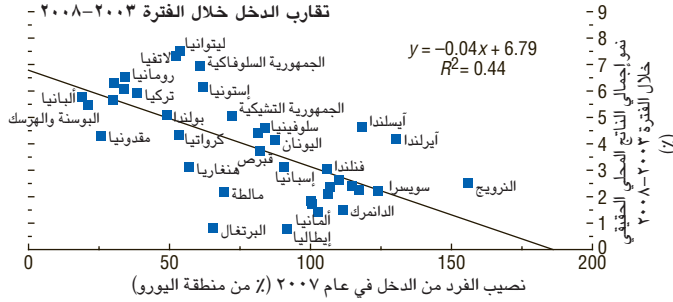 تقارب الدخل خلال الفترة ٢٠٠٣–٢٠٠٨
y = –0.04x + 6.79
R² = 0.44
ليتوانيا
لاتفيا
الجمهورية السلوفاكية
رومانيا
إستونيا
تركيا
ألبانيا
البوسنة والهرسك
بولندا
الجمهورية التشيكية
سلوفينيا
آيسلندا
مقدونيا
كرواتيا
اليونان
آيرلندا
قبرص
هنغاريا
إسبانيا
فنلندا
سويسرا
النرويج
مالطة
الدانمرك
ألمانيا
البرتغال
إيطاليا
9
8
7
6
5
4
3
2
1
0
نمو إجمالي الناتج المحلي الحقيقي
خلال الفترة ٢٠٠٣–٢٠٠٨
(٪)
0
50
100
150
200
نصيب الفرد من الدخل في عام ٢٠٠٧ (٪ من منطقة اليورو)